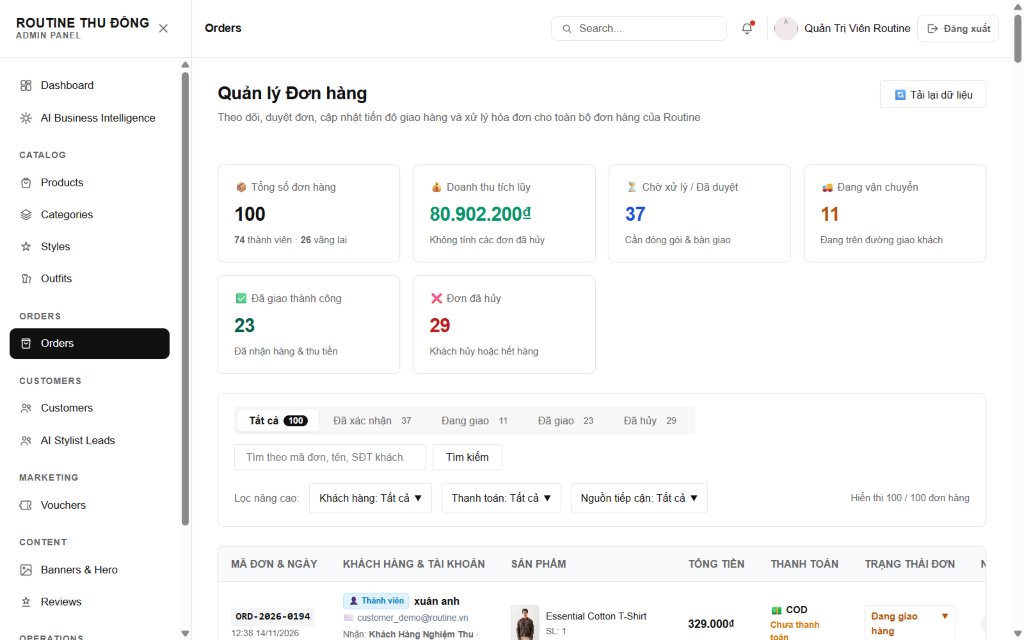 ROUTINE THU ĐÔNG
ADMIN PANEL
Orders
Search...
A
Quản Trị Viên Routine
Đăng xuất
Dashboard
AI Business Intelligence
CATALOG
Products
Categories
Styles
Outfits
ORDERS
Orders
CUSTOMERS
Customers
AI Stylist Leads
MARKETING
Vouchers
CONTENT
Banners & Hero
Reviews
OPERATIONS
Quản lý Đơn hàng
Theo dõi, duyệt đơn, cập nhật tiến độ giao hàng và xử lý hóa đơn cho toàn bộ đơn hàng của Routine
Tải lại dữ liệu
Tổng số đơn hàng
100
74 thành viên · 26 vãng lai
Doanh thu tích lũy
80.902.200₫
Không tính các đơn đã hủy
Chờ xử lý / Đã duyệt
37
Cần đóng gói & bàn giao
Đang vận chuyển
11
Đang trên đường giao khách
Đã giao thành công
23
Đã nhận hàng & thu tiền
Đơn đã hủy
29
Khách hủy hoặc hết hàng
Tất cả 100 Đã xác nhận 37 Đang giao 11 Đã giao 23 Đã hủy 29
Tìm theo mã đơn, tên, SĐT khách Tìm kiếm
Lọc nâng cao: Khách hàng: Tất cả ▼ Thanh toán: Tất cả ▼ Nguồn tiếp cận: Tất cả ▼ Hiển thị 100 / 100 đơn hàng
MÃ ĐƠN & NGÀY KHÁCH HÀNG & TÀI KHOẢN SẢN PHẨM TỔNG TIỀN THANH TOÁN TRẠNG THÁI ĐƠN
ORD-2026-0194
12:38 14/11/2026
Thành viên xuân anh
customer_demo@routine.vn
Nhận: Khách Hàng Nghiệm Thu ·
Essential Cotton T-Shirt
SL: 1
329.000₫
COD
Chưa thanh
toán
Đang giao
hàng
▼